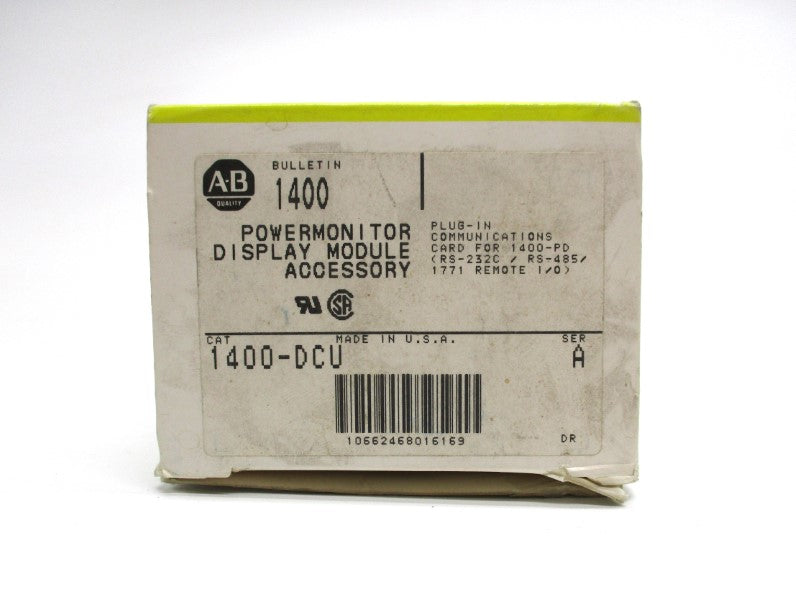 A-B
QUALITY
BULLETIN
1400
POWERMONITOR
DISPLAY MODULE
ACCESSORY
PLUG-IN
COMMUNICATIONS
CARD FOR 1400-PD
(RS-232C / RS-485/
1771 REMOTE I/O)
CAT
MADE IN U.S.A.
SER
1400-DCU
A
10662468016169
DR